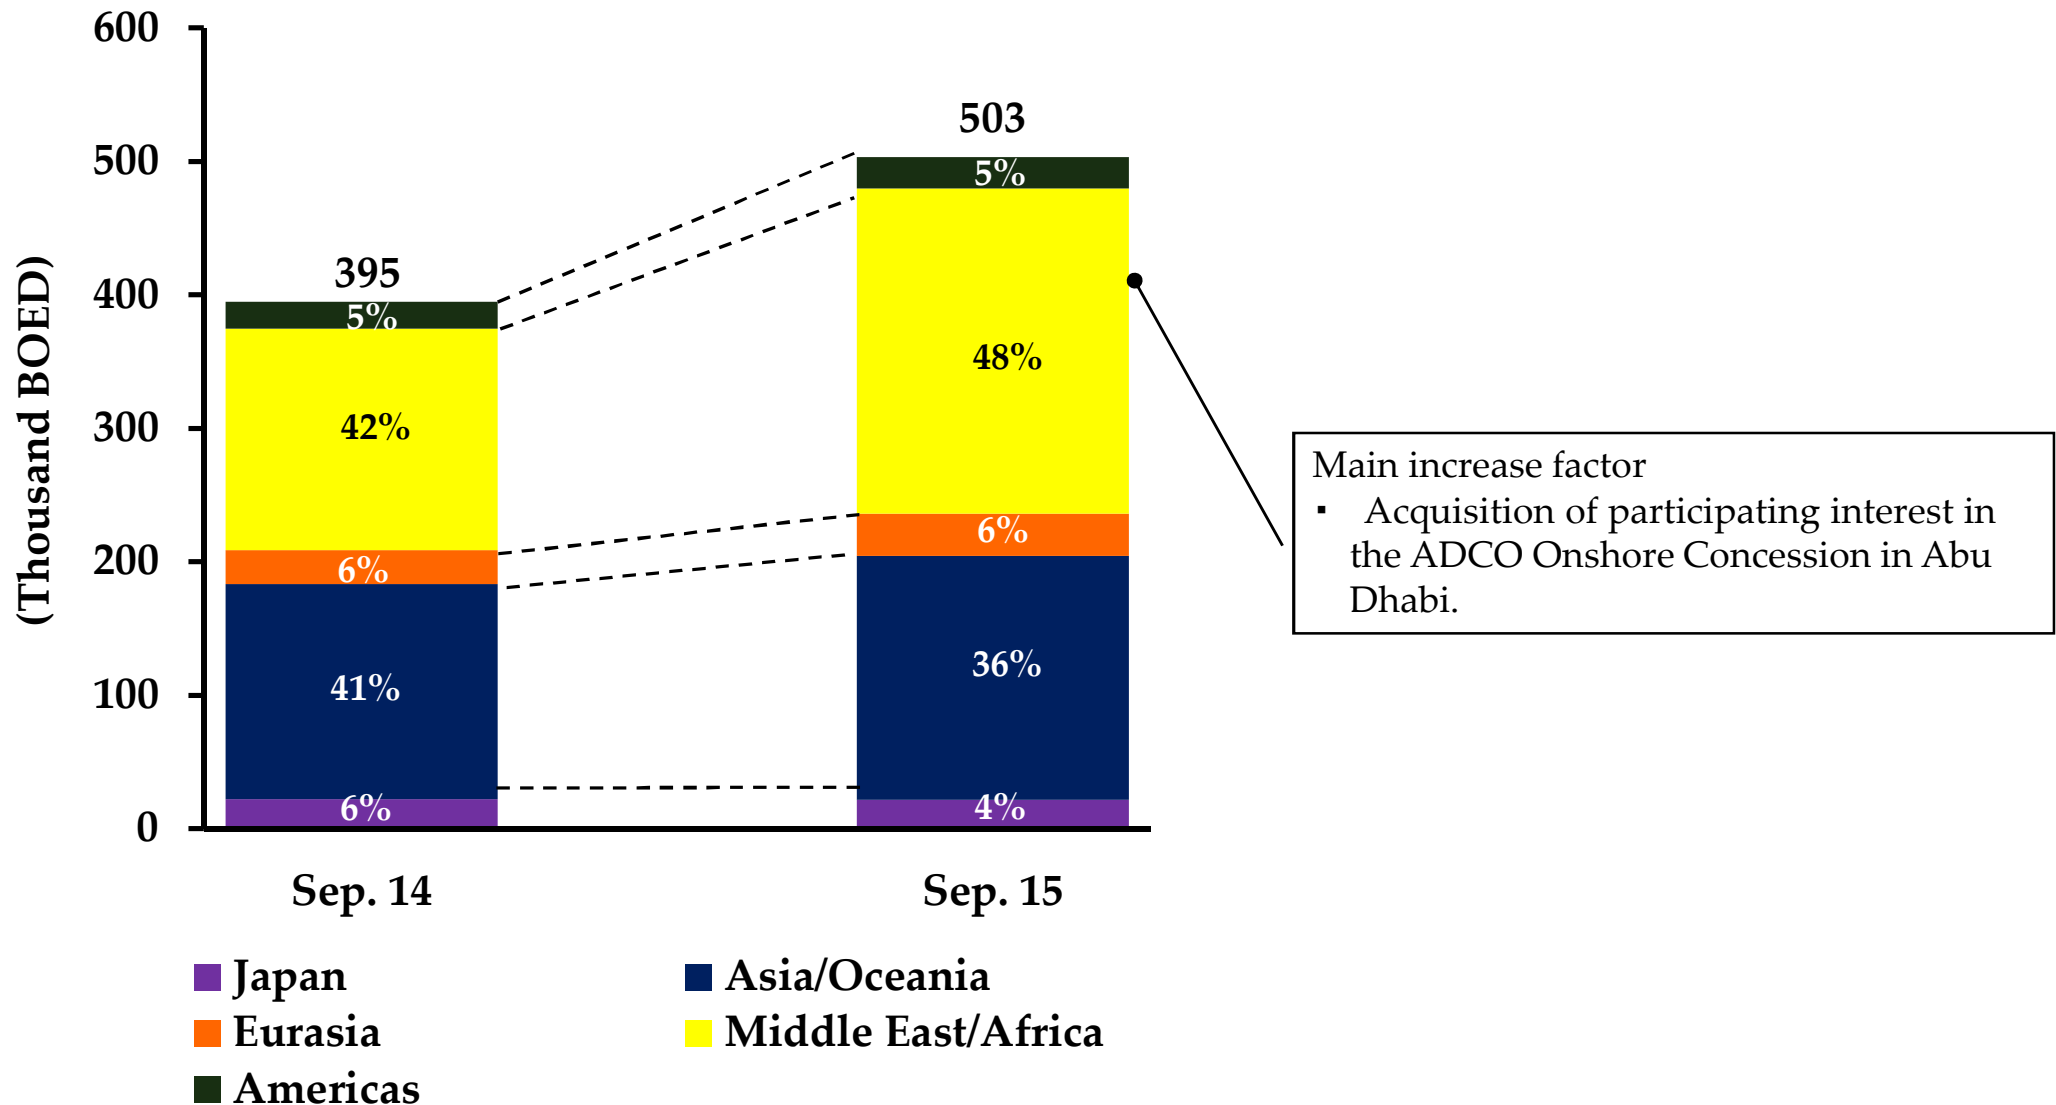 600
500
400
300
200
100
0
(Thousand BOED)
395
5%
42%
6%
41%
6%
503
5%
48%
6%
36%
4%
Sep. 14
Sep. 15
Main increase factor
▪ Acquisition of participating interest in
the ADCO Onshore Concession in Abu
Dhabi.
Japan
Asia/Oceania
Eurasia
Middle East/Africa
Americas